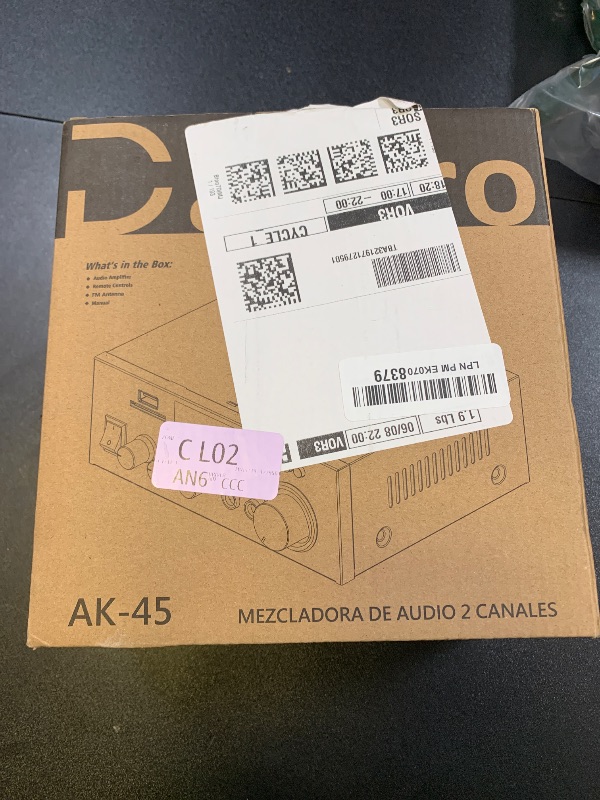 SOR3
18:20
17:00 - 22:00
VOR3
CYCLE 1
TBA321971279501
What's in the Box:
Audio Amplifier
Remote Controls
FM Antenna
Manual
LPN PM EK0708379
1.9 Lbs
06/08 22:00
VOR3
C L02
AN6 CCC
AK-45
MEZCLADORA DE AUDIO 2 CANALES